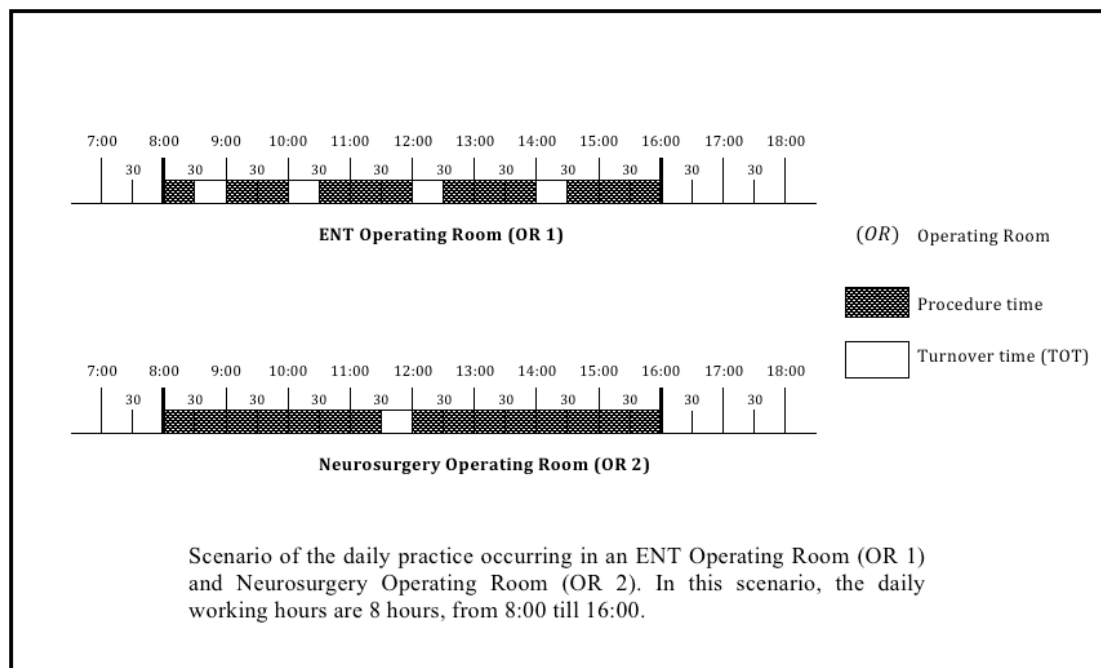 7:00 8:00 9:00 10:00 11:00 12:00 13:00 14:00 15:00 16:00 17:00 18:00
30 30 30 30 30 30 30 30 30 30 30
ENT Operating Room (OR 1)
(OR) Operating Room
Procedure time
Turnover time (TOT)
7:00 8:00 9:00 10:00 11:00 12:00 13:00 14:00 15:00 16:00 17:00 18:00
30 30 30 30 30 30 30 30 30 30 30
Neurosurgery Operating Room (OR 2)
Scenario of the daily practice occurring in an ENT Operating Room (OR 1)
and Neurosurgery Operating Room (OR 2). In this scenario, the daily
working hours are 8 hours, from 8:00 till 16:00.